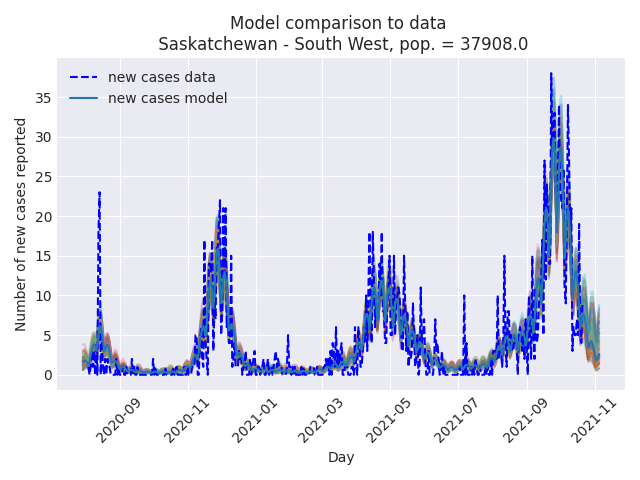 Model comparison to data
Saskatchewan - South West, pop. = 37908.0
new cases data
new cases model
Number of new cases reported
35
30
25
20
15
10
5
0
2020-09
2020-11
2021-01
2021-03
2021-05
2021-07
2021-09
2021-11
Day